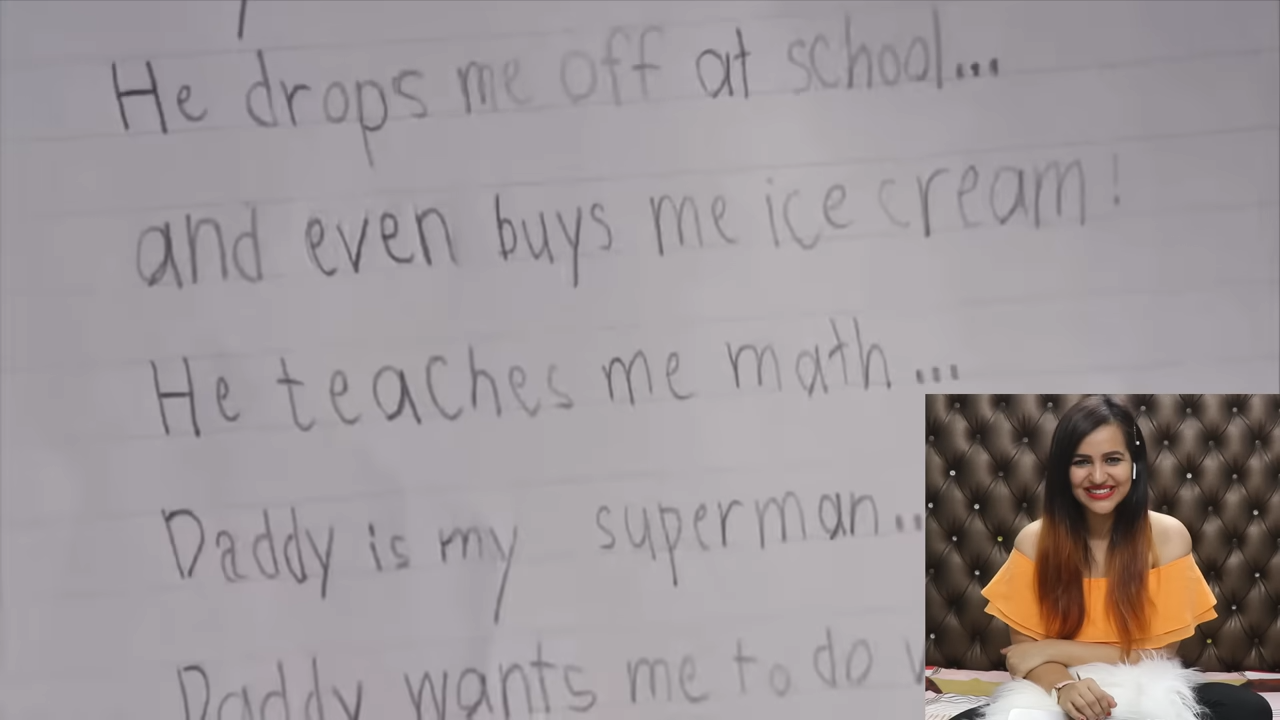 He drops me off at school...
and even buys me ice cream!
He teaches me math...
Daddy is my superman..
Daddy wants me to do